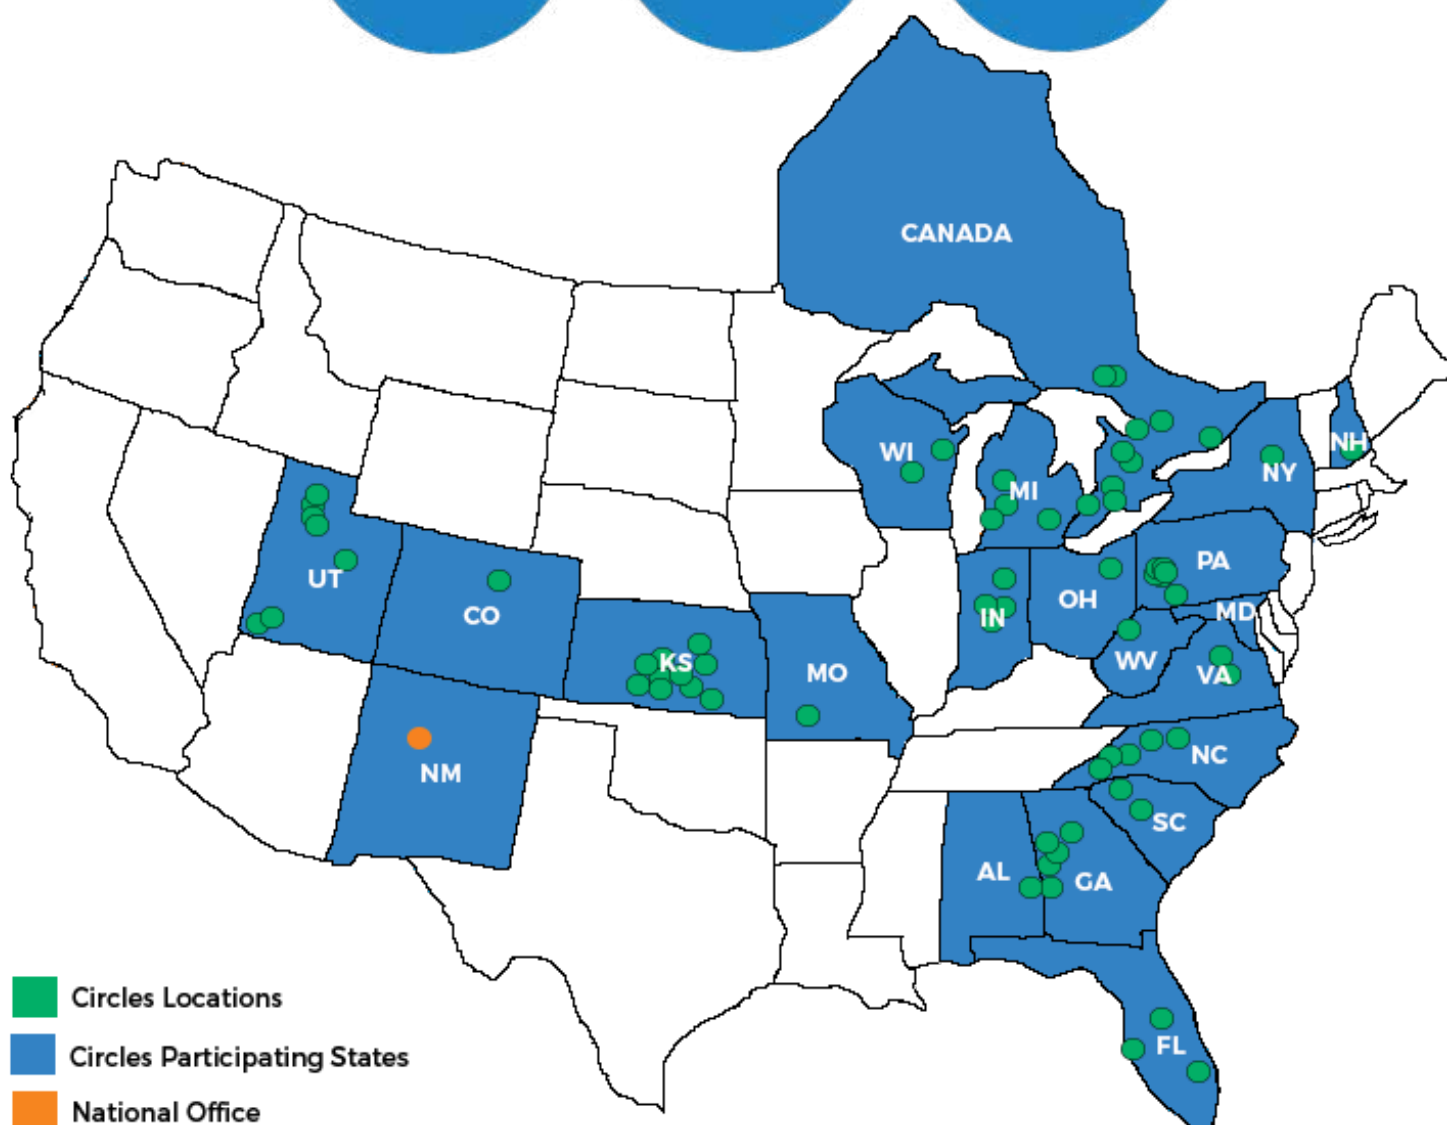 CANADA
WI
MI
NY
NH
UT
CO
KS
MO
IN
OH
PA
MD
WV
VA
NM
NC
SC
AL
GA
FL
Circles Locations
Circles Participating States
National Office